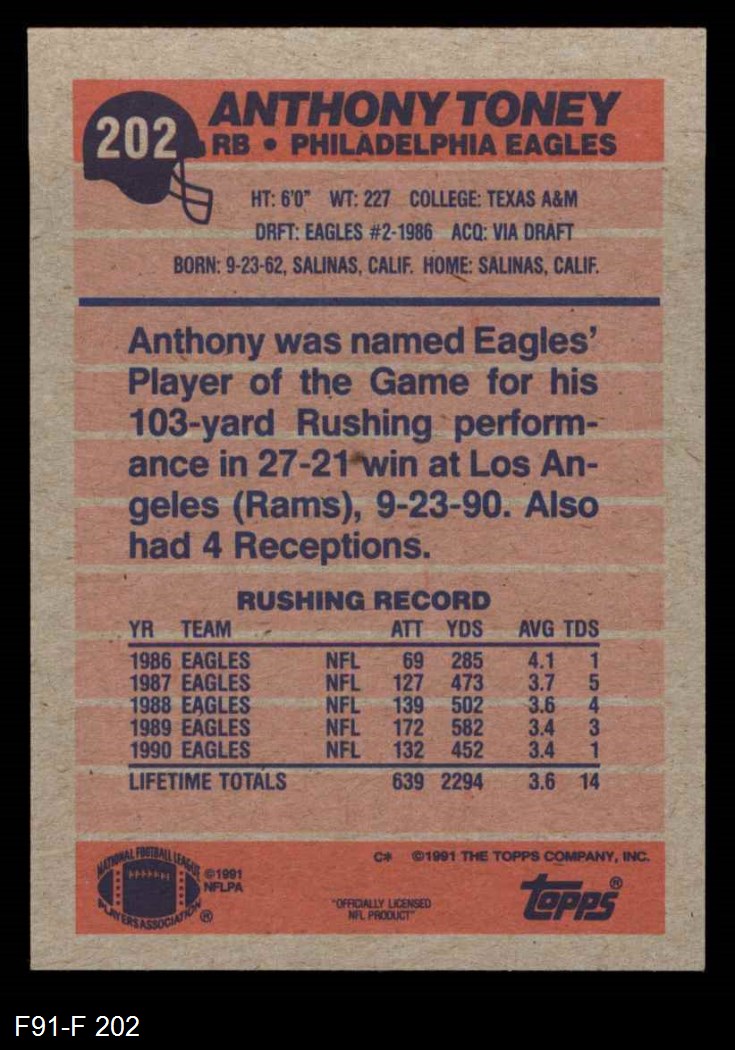 202
ANTHONY TONEY
RB • PHILADELPHIA EAGLES
HT: 6'0" WT: 227 COLLEGE: TEXAS A&M
DRFT: EAGLES #2-1986 ACQ: VIA DRAFT
BORN: 9-23-62, SALINAS, CALIF. HOME: SALINAS, CALIF.
Anthony was named Eagles'
Player of the Game for his
103-yard Rushing perform-
ance in 27-21 win at Los An-
geles (Rams), 9-23-90. Also
had 4 Receptions.
RUSHING RECORD
YR TEAM ATT YDS AVG TDS
1986 EAGLES NFL 69 285 4.1 1
1987 EAGLES NFL 127 473 3.7 5
1988 EAGLES NFL 139 502 3.6 4
1989 EAGLES NFL 172 582 3.4 3
1990 EAGLES NFL 132 452 3.4 1
LIFETIME TOTALS 639 2294 3.6 14
NATIONAL FOOTBALL LEAGUE
PLAYERS ASSOCIATION ®
©1991
NFLPA
C* ©1991 THE TOPPS COMPANY, INC.
"OFFICIALLY LICENSED
NFL PRODUCT"
Topps®
F91-F 202